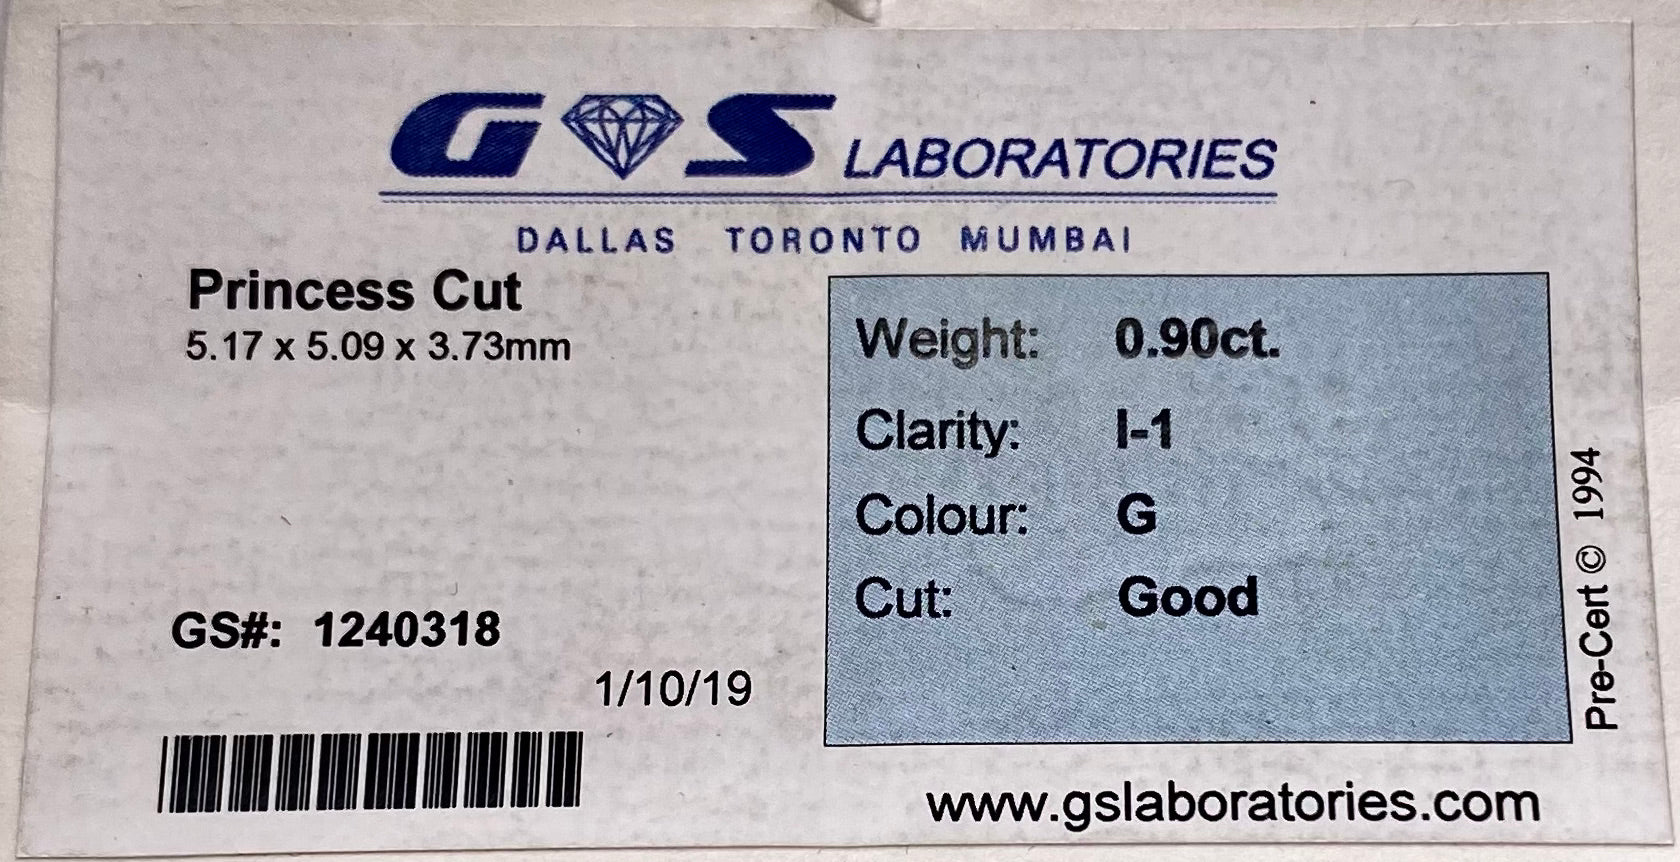 GS LABORATORIES
DALLAS TORONTO MUMBAI
Princess Cut
5.17 x 5.09 x 3.73mm
Weight: 0.90ct.
Clarity: I-1
Colour: G
Cut: Good
GS#: 1240318
1/10/19
Pre-Cert © 1994
www.gslaboratories.com